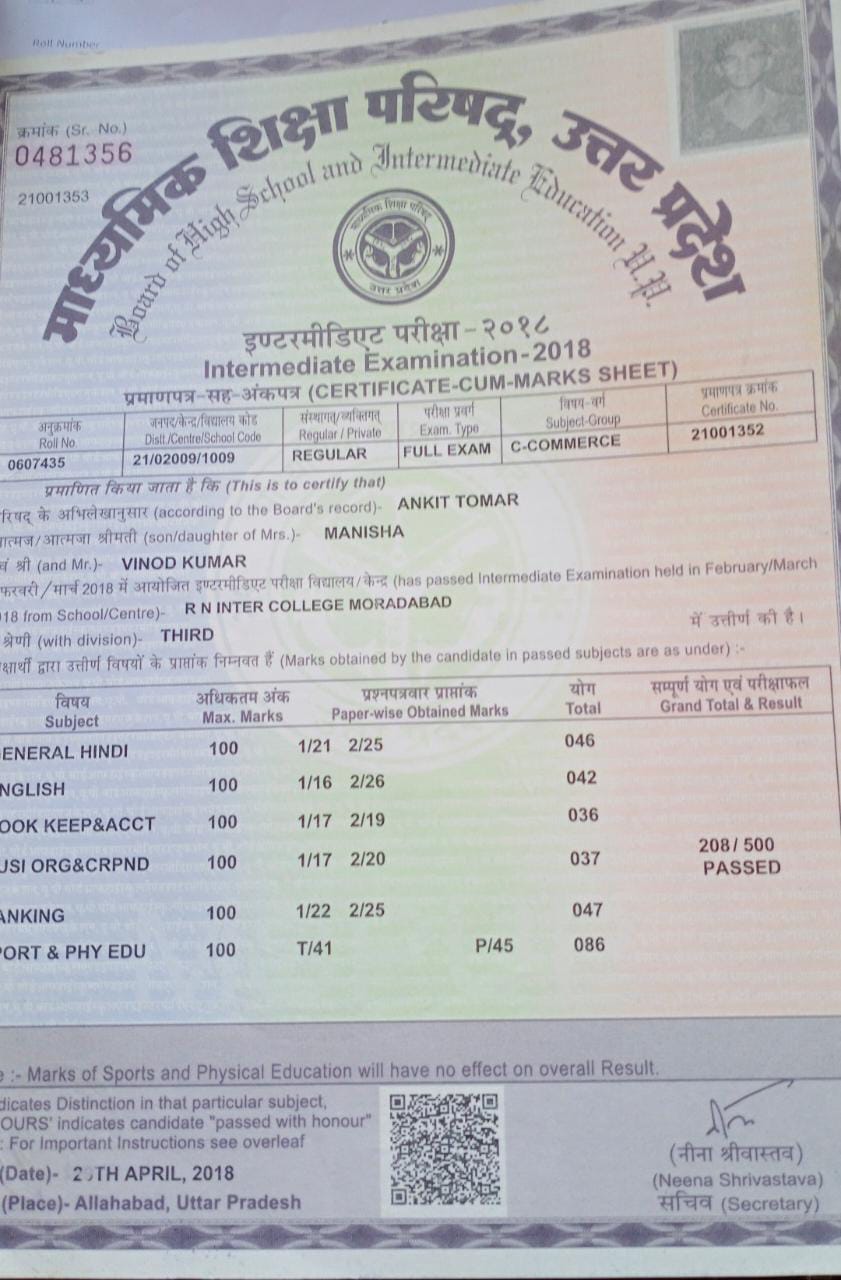 Roll Number
क्रमांक (Sr. No.)
0481356
21001353
माध्यमिक शिक्षा परिषद्, उत्तर प्रदेश
Board of High School and Intermediate Education U.P.
माध्यमिक शिक्षा परिषद्
उत्तर प्रदेश
इण्टरमीडिएट परीक्षा - २०१८
Intermediate Examination-2018
प्रमाणपत्र-सह-अंकपत्र (CERTIFICATE-CUM-MARKS SHEET)
अनुक्रमांक जनपद/केन्द्र/विद्यालय कोड संस्थागत/व्यक्तिगत परीक्षा प्रवर्ग विषय-वर्ग प्रमाणपत्र क्रमांक
Roll No. Distt./Centre/School Code Regular / Private Exam. Type Subject-Group Certificate No.
0607435 21/02009/1009 REGULAR FULL EXAM C-COMMERCE 21001352
प्रमाणित किया जाता है कि (This is to certify that)
रिषद् के अभिलेखानुसार (according to the Board's record)- ANKIT TOMAR
आत्मज/आत्मजा श्रीमती (son/daughter of Mrs.)- MANISHA
वं श्री (and Mr.)- VINOD KUMAR
फरवरी/मार्च 2018 में आयोजित इण्टरमीडिएट परीक्षा विद्यालय/केन्द्र (has passed Intermediate Examination held in February/March
018 from School/Centre)- R N INTER COLLEGE MORADABAD
श्रेणी (with division)- THIRD में उत्तीर्ण की है।
क्षार्थी द्वारा उत्तीर्ण विषयों के प्राप्तांक निम्नवत हैं (Marks obtained by the candidate in passed subjects are as under) :-
विषय अधिकतम अंक प्रश्नपत्रवार प्राप्तांक योग सम्पूर्ण योग एवं परीक्षाफल
Subject Max. Marks Paper-wise Obtained Marks Total Grand Total & Result
GENERAL HINDI 100 1/21 2/25 046
NGLISH 100 1/16 2/26 042
OOK KEEP&ACCT 100 1/17 2/19 036
USI ORG&CRPND 100 1/17 2/20 037 208/ 500
PASSED
ANKING 100 1/22 2/25 047
PORT & PHY EDU 100 T/41 P/45 086
e :- Marks of Sports and Physical Education will have no effect on overall Result.
dicates Distinction in that particular subject,
OURS' indicates candidate "passed with honour"
: For Important Instructions see overleaf
(Date)- TH APRIL, 2018
(Place)- Allahabad, Uttar Pradesh
(नीना श्रीवास्तव)
(Neena Shrivastava)
सचिव (Secretary)